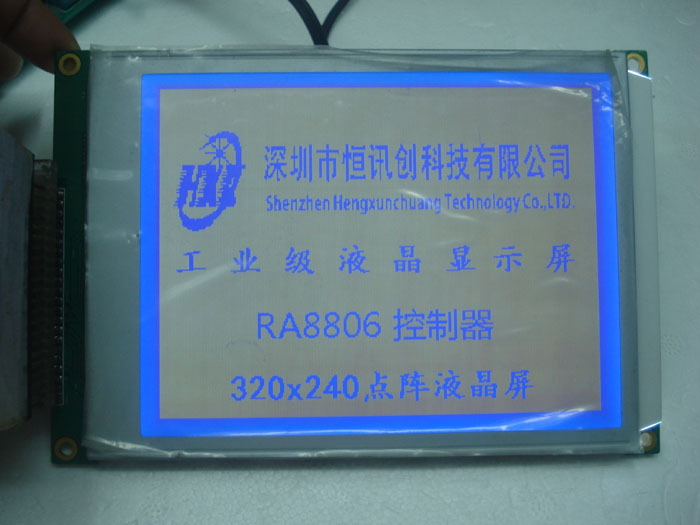 HXC
深圳市恒讯创科技有限公司
Shenzhen Hengxunchuang Technology Co.,LTD.
工业级液晶显示屏
RA8806 控制器
320x240点阵液晶屏